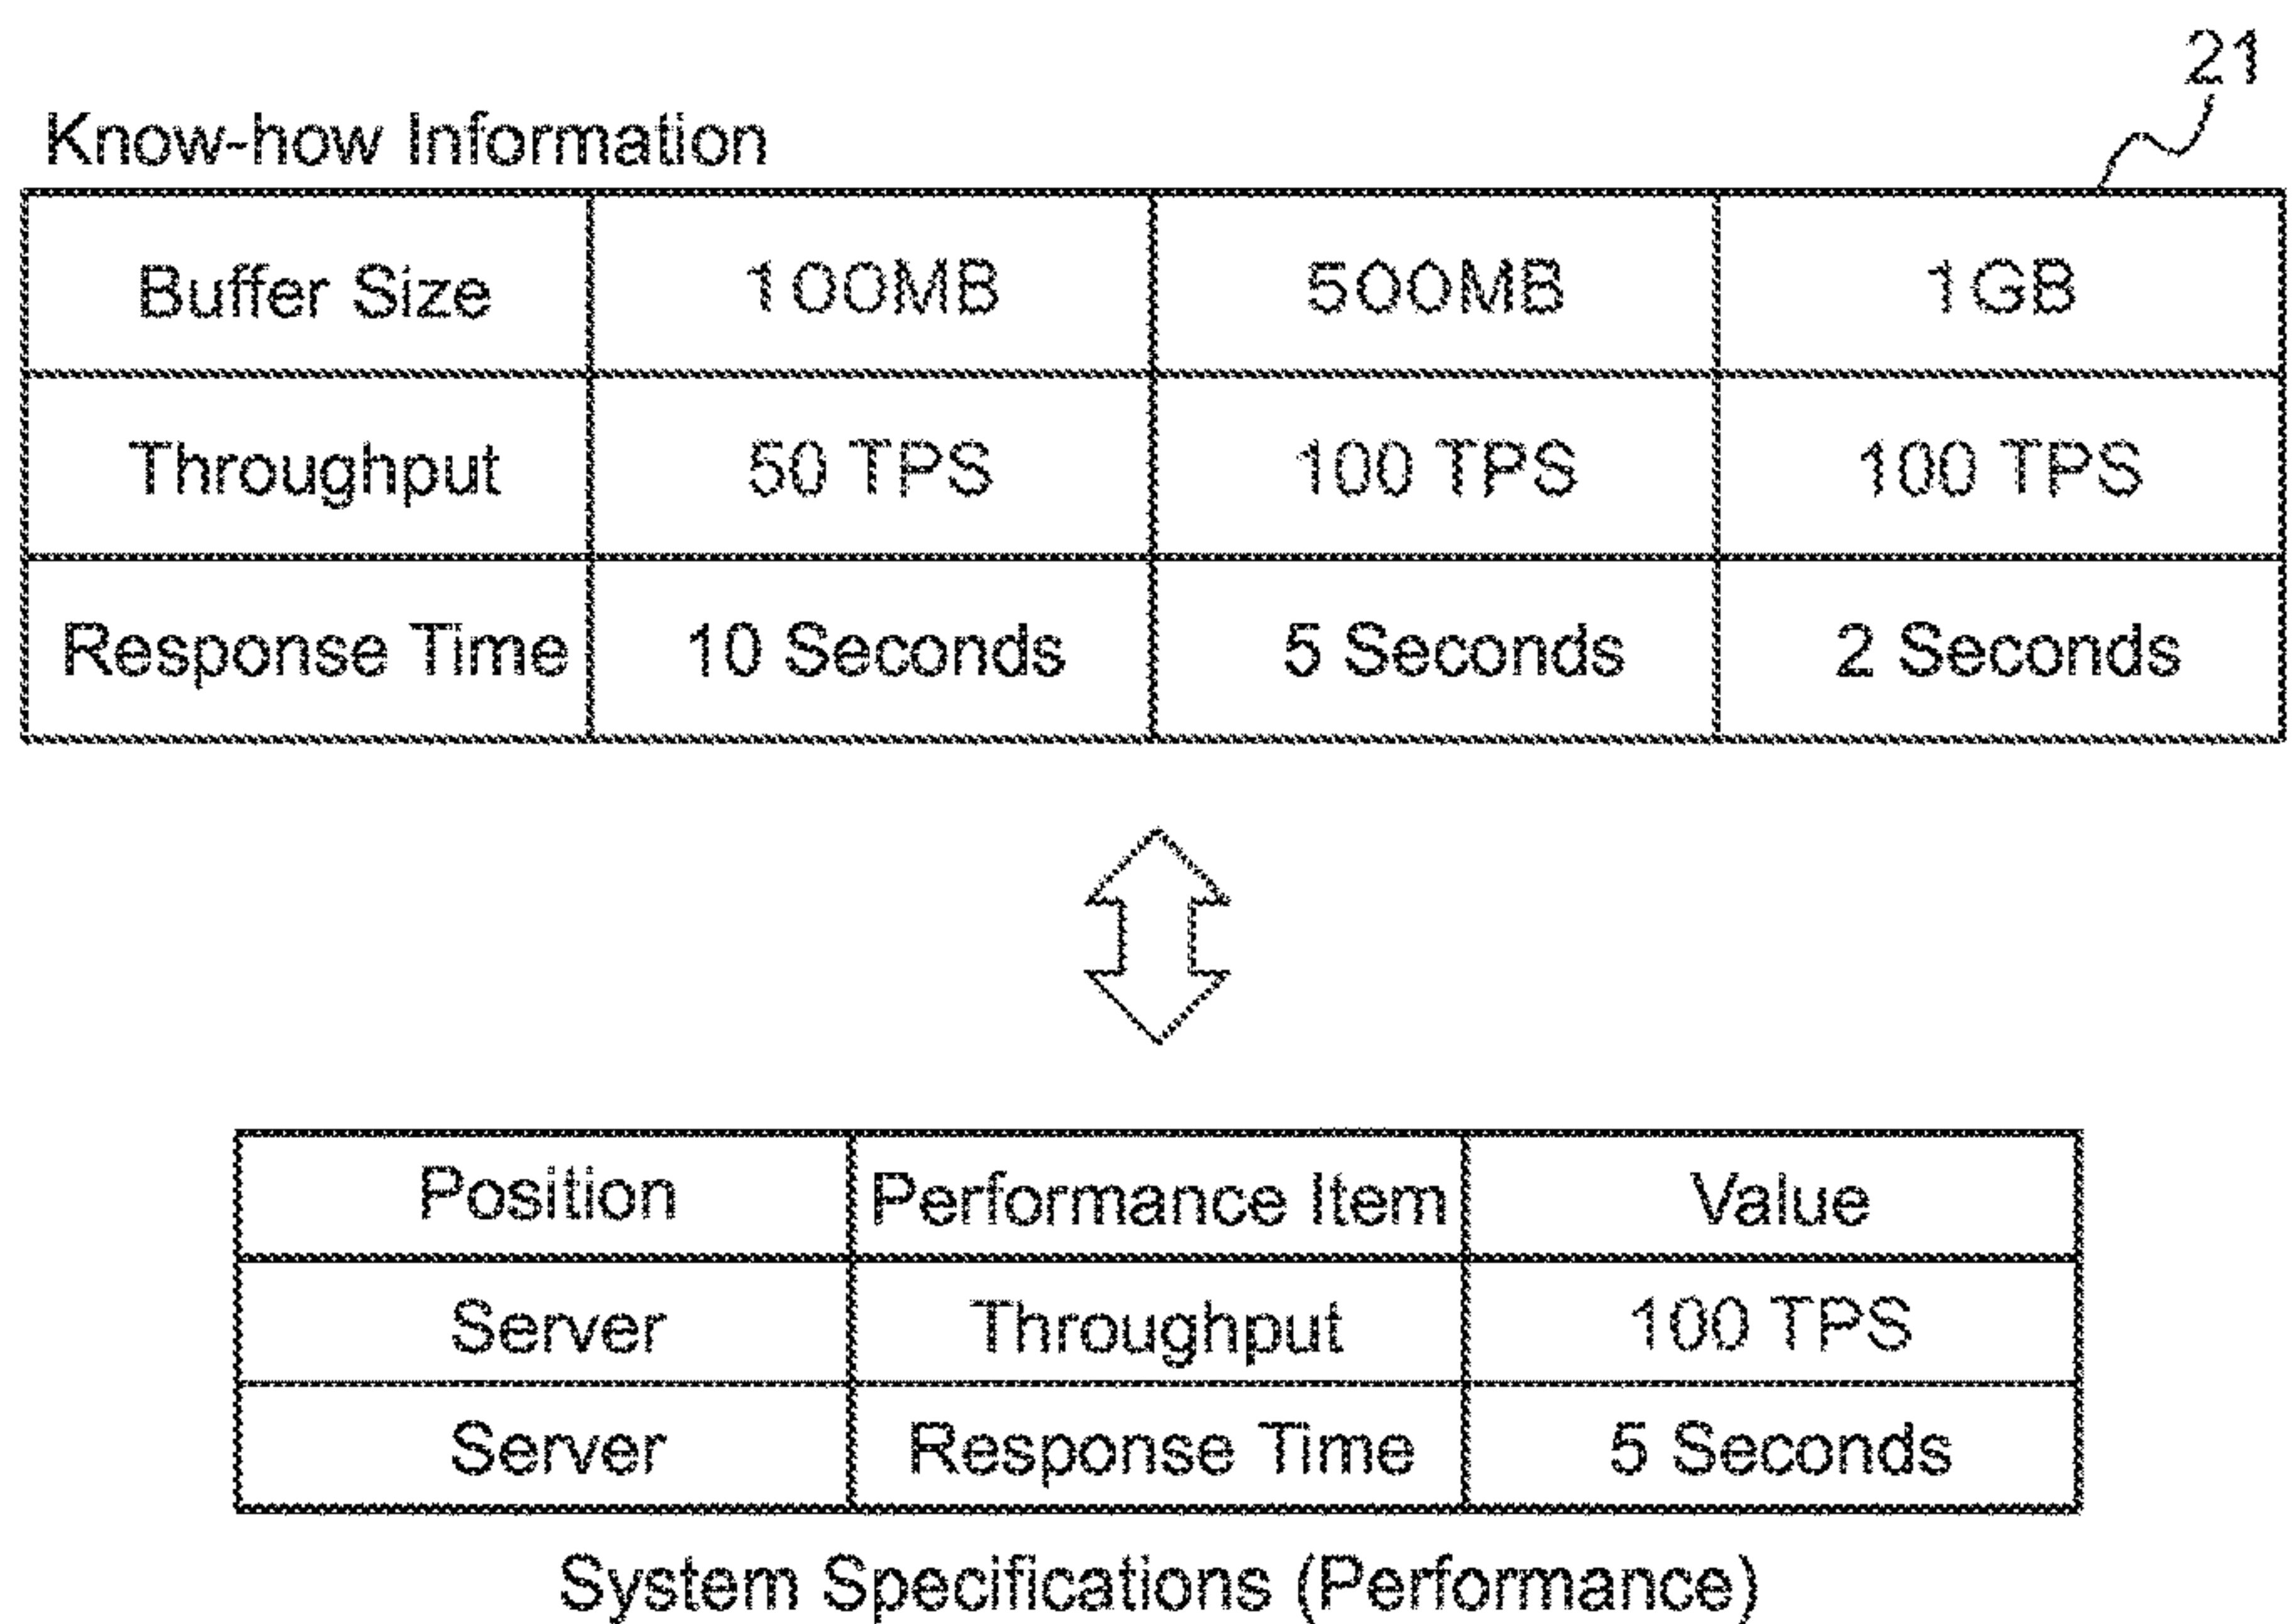 21
Know-how Information
Buffer Size 100MB 500MB 1GB
Throughput 50 TPS 100 TPS 100 TPS
Response Time 10 Seconds 5 Seconds 2 Seconds
Position Performance Item Value
Server Throughput 100 TPS
Server Response Time 5 Seconds
System Specifications (Performance)